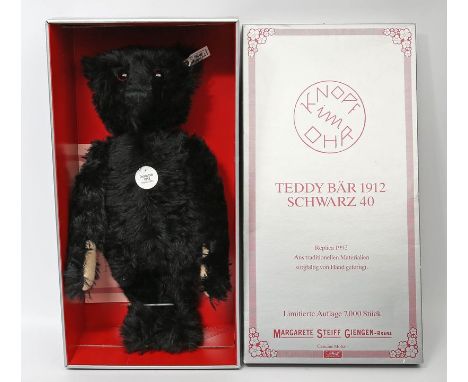 KNOPF
im
OHR
TEDDY BÄR 1912
SCHWARZ 40
Replica 1992
Aus traditionellen Materialien
sorgfältig von Hand gefertigt.
Limitierte Auflage 7.000 Stück
MARGARETE STEIFF GIENGEN-BRENZ